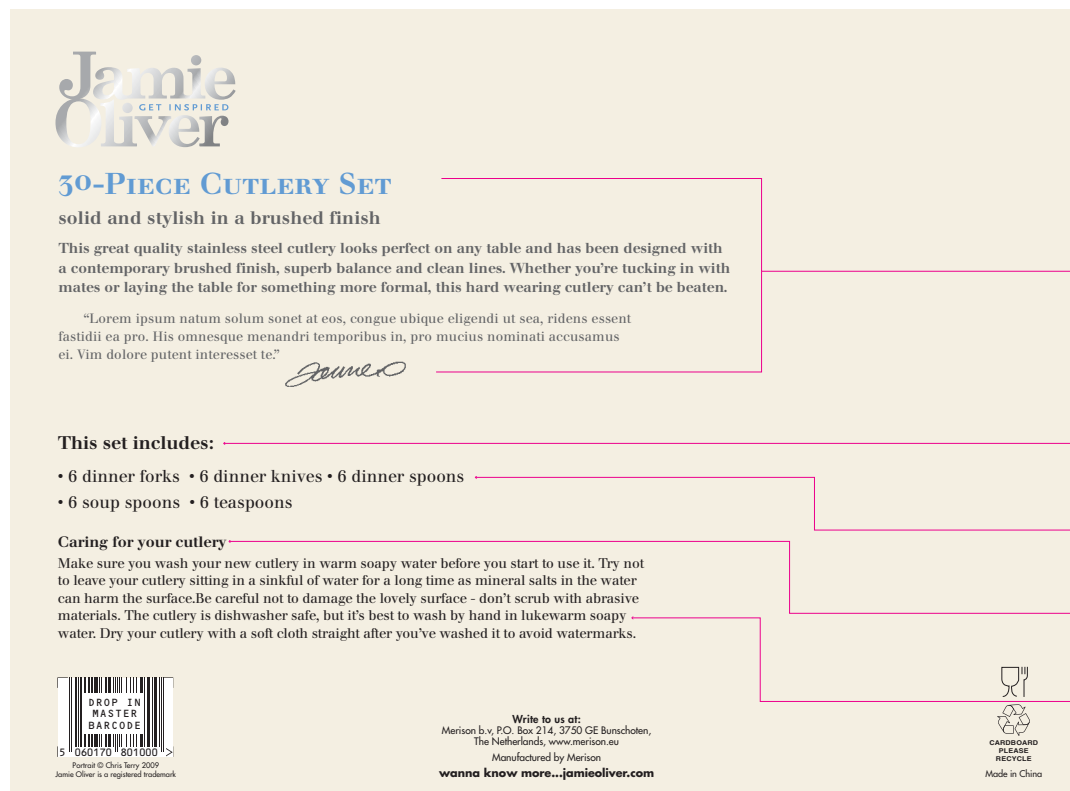 Jamie
GET INSPIRED
Oliver
30-Piece Cutlery Set
solid and stylish in a brushed finish
This great quality stainless steel cutlery looks perfect on any table and has been designed with
a contemporary brushed finish, superb balance and clean lines. Whether you’re tucking in with
mates or laying the table for something more formal, this hard wearing cutlery can’t be beaten.
“Lorem ipsum natum solum sonet at eos, congue ubique eligendi ut sea, ridens essent
fastidii ea pro. His omnesque menandri temporibus in, pro mucius nominati accusamus
ei. Vim dolore putent interesset te.”
This set includes:
• 6 dinner forks • 6 dinner knives • 6 dinner spoons
• 6 soup spoons • 6 teaspoons
Caring for your cutlery
Make sure you wash your new cutlery in warm soapy water before you start to use it. Try not
to leave your cutlery sitting in a sinkful of water for a long time as mineral salts in the water
can harm the surface.Be careful not to damage the lovely surface - don’t scrub with abrasive
materials. The cutlery is dishwasher safe, but it’s best to wash by hand in lukewarm soapy
water. Dry your cutlery with a soft cloth straight after you’ve washed it to avoid watermarks.
DROP IN
MASTER
BARCODE
5 060170 801000 >
Portrait © Chris Terry 2009
Jamie Oliver is a registered trademark
Write to us at:
Merison b.v, P.O. Box 214, 3750 GE Bunschoten,
The Netherlands, www.merison.eu
Manufactured by Merison
wanna know more...jamieoliver.com
CARDBOARD
PLEASE
RECYCLE
Made in China